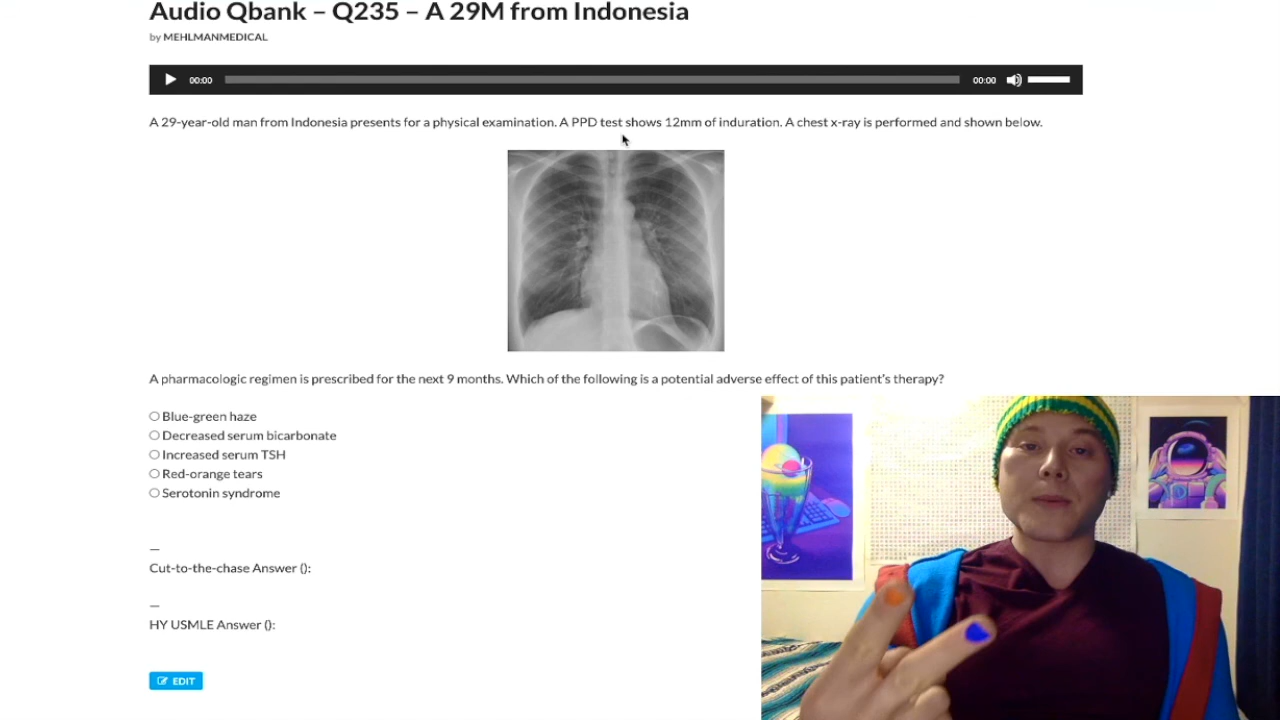 Audio Qbank – Q235 – A 29M from Indonesia
by MEHLMANMEDICAL
00:00 00:00
A 29-year-old man from Indonesia presents for a physical examination. A PPD test shows 12mm of induration. A chest x-ray is performed and shown below.
A pharmacologic regimen is prescribed for the next 9 months. Which of the following is a potential adverse effect of this patient's therapy?
Blue-green haze
Decreased serum bicarbonate
Increased serum TSH
Red-orange tears
Serotonin syndrome
—
Cut-to-the-chase Answer ():
—
HY USMLE Answer ():
EDIT